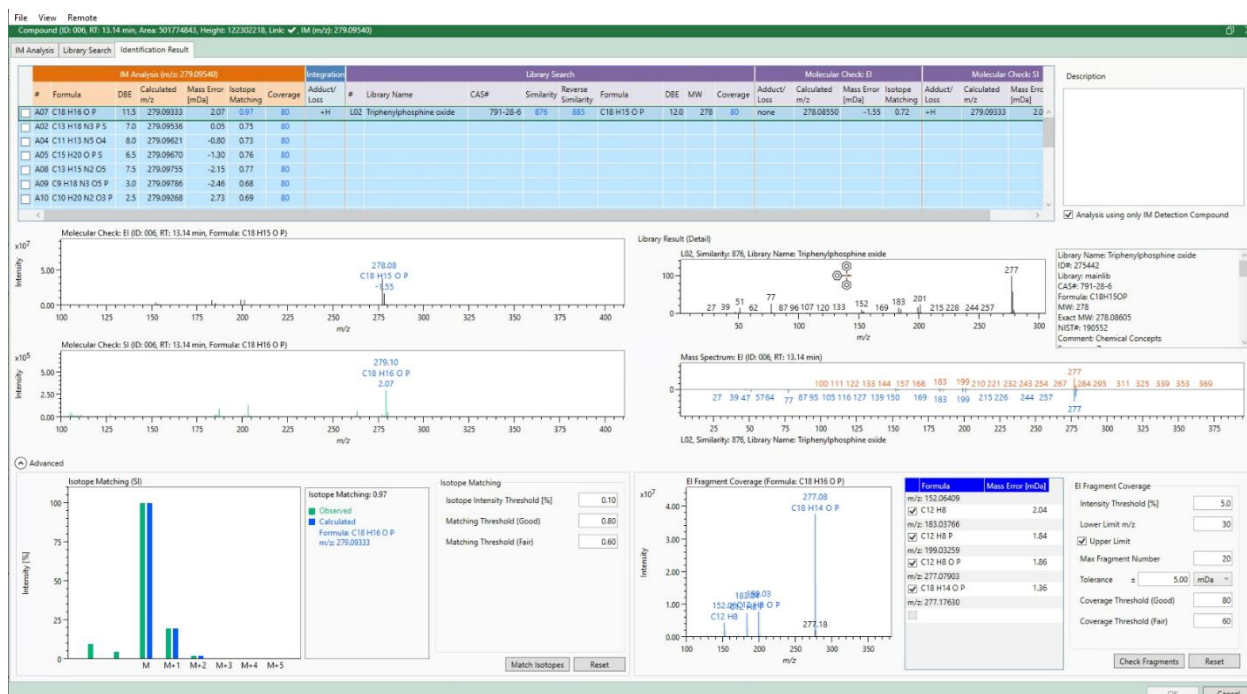 File View Remote
Compound (ID: 006, RT: 13.14 min, Area: 501774843, Height: 122302218, Link: ✔, IM (m/z): 279.09540)
IM Analysis Library Search Identification Result
IM Analysis (m/z: 279.09540) Integration Library Search Molecular Check: EI Molecular Check: SI
# Formula DBE Calculated m/z Mass Error [mDa] Isotope Matching Coverage Adduct/Loss # Library Name CAS# Similarity Reverse Similarity Formula DBE MW Coverage Adduct/Loss Calculated m/z Mass Error [mDa] Isotope Matching Adduct/Loss Calculated m/z Mass Erro [mDa]
A07 C18 H16 O P 11.5 279.09333 2.07 0.97 80 +H L02 Triphenylphosphine oxide 791-28-6 876 885 C18 H15 O P 12.0 278 80 none 278.08550 -1.55 0.72 +H 279.09333 2.0
A02 C13 H18 N3 P S 7.0 279.09536 0.05 0.75 80
A04 C11 H13 N5 O4 8.0 279.09621 -0.80 0.73 80
A05 C15 H20 O P S 6.5 279.09670 -1.30 0.76 80
A08 C13 H15 N2 O5 7.5 279.09755 -2.15 0.77 80
A09 C9 H18 N3 O5 P 3.0 279.09786 -2.46 0.68 80
A10 C10 H20 N2 O3 P 2.5 279.09268 2.73 0.69 80
Description
Analysis using only IM Detection Compound
Molecular Check: EI (ID: 006, RT: 13.14 min, Formula: C18 H15 O P)
x10⁷
Intensity
5.00
0.00
278.08
C18 H15 O P
-1.55
100 125 150 175 200 225 250 275 300 325 350 375 400
m/z
Molecular Check: SI (ID: 006, RT: 13.14 min, Formula: C18 H16 O P)
x10⁵
Intensity
5.00
2.50
0.00
279.10
C18 H16 O P
2.07
100 125 150 175 200 225 250 275 300 325 350 375 400
m/z
Library Result (Detail)
L02, Similarity: 876, Library Name: Triphenylphosphine oxide
100
0
27 39 51 62 77 87 96 107 120 133 152 169 183 201 215 228 244 257 277
50 100 150 200 250 300
m/z
Library Name: Triphenylphosphine oxide
ID#: 275442
Library: mainlib
CAS#: 791-28-6
Formula: C18H15OP
MW: 278
Exact MW: 278.08605
NIST#: 190552
Comment: Chemical Concepts
Mass Spectrum: EI (ID: 006, RT: 13.14 min)
277
100 111 122 133 144 157 168 183 199 210 221 232 243 254 267 284 295 311 325 339 353 369
0
27 39 47 57 64 77 87 95 105 116 127 139 150 169 183 199 215 226 244 257
277
25 50 75 100 125 150 175 200 225 250 275 300 325 350 375
m/z
L02, Similarity: 876, Library Name: Triphenylphosphine oxide
Advanced
Isotope Matching (SI)
Intensity [%]
100
75
50
25
0
M M+1 M+2 M+3 M+4 M+5
Isotope Matching: 0.97
Observed
Calculated
Formula: C18 H16 O P
m/z: 279.09333
Isotope Matching
Isotope Intensity Threshold [%] 0.10
Matching Threshold (Good) 0.80
Matching Threshold (Fair) 0.60
Match Isotopes Reset
EI Fragment Coverage (Formula: C18 H16 O P)
x10⁷
Intensity
4.00
3.00
2.00
1.00
0.00
277.08
C18 H14 O P
C12 H8
277.18
100 150 200 250 300 350
m/z
Formula Mass Error [mDa]
m/z: 152.06409
C12 H8 2.04
m/z: 183.03766
C12 H8 P 1.84
m/z: 199.03259
C12 H8 O P 1.86
m/z: 277.07903
C18 H14 O P 1.36
m/z: 277.17630
EI Fragment Coverage
Intensity Threshold [%] 5.0
Lower Limit m/z 30
Upper Limit
Max Fragment Number 20
Tolerance ± 5.00 mDa
Coverage Threshold (Good) 80
Coverage Threshold (Fair) 60
Check Fragments Reset
OK Cancel